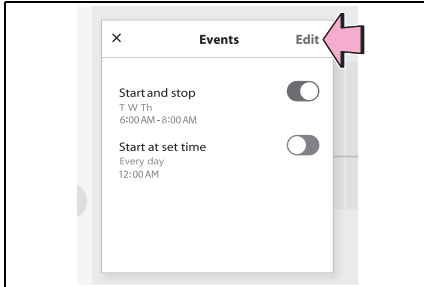 × Events Edit
Start and stop
T W Th
6:00 AM - 8:00 AM
Start at set time
Every day
12:00 AM